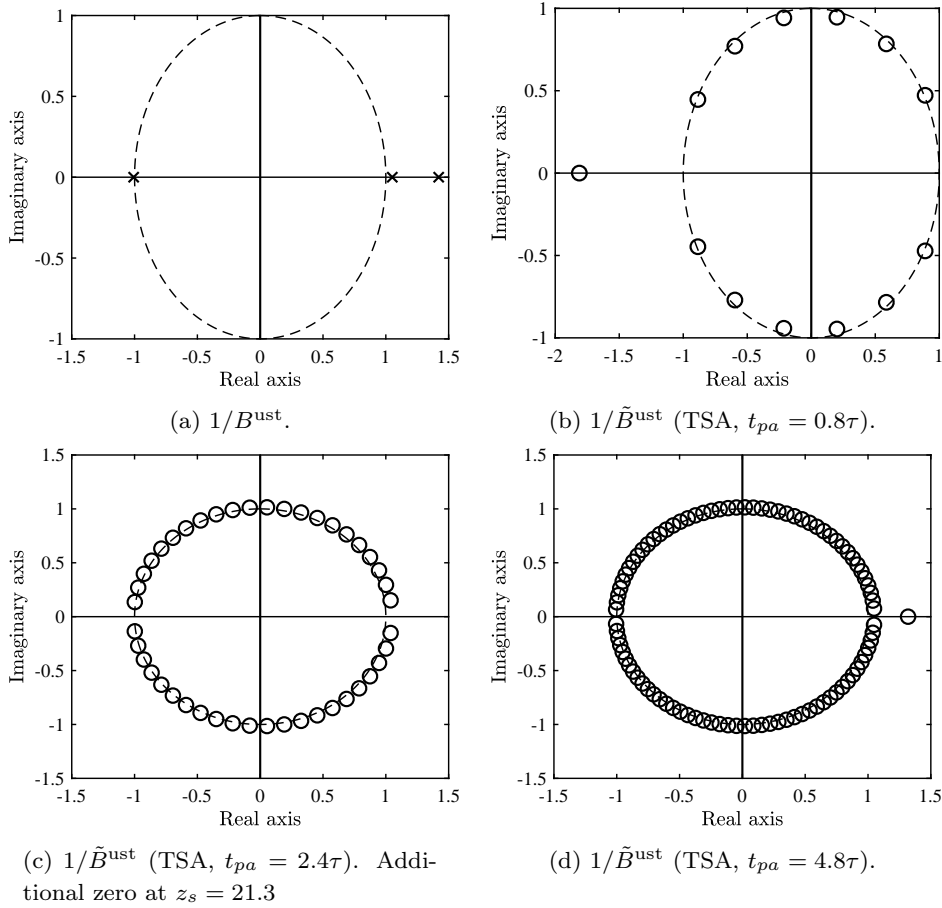 1
0.5
0
-0.5
-1
-1.5 -1 -0.5 0 0.5 1 1.5
Imaginary axis
Real axis
(a) 1/B^ust.
1
0.5
0
-0.5
-1
-2 -1.5 -1 -0.5 0 0.5 1
Imaginary axis
Real axis
(b) 1/B̃^ust (TSA, t_pa = 0.8τ).
1.5
1
0.5
0
-0.5
-1
-1.5
-1.5 -1 -0.5 0 0.5 1 1.5
Imaginary axis
Real axis
(c) 1/B̃^ust (TSA, t_pa = 2.4τ). Addi-
tional zero at z_s = 21.3
1.5
1
0.5
0
-0.5
-1
-1.5
-1.5 -1 -0.5 0 0.5 1 1.5
Imaginary axis
Real axis
(d) 1/B̃^ust (TSA, t_pa = 4.8τ).